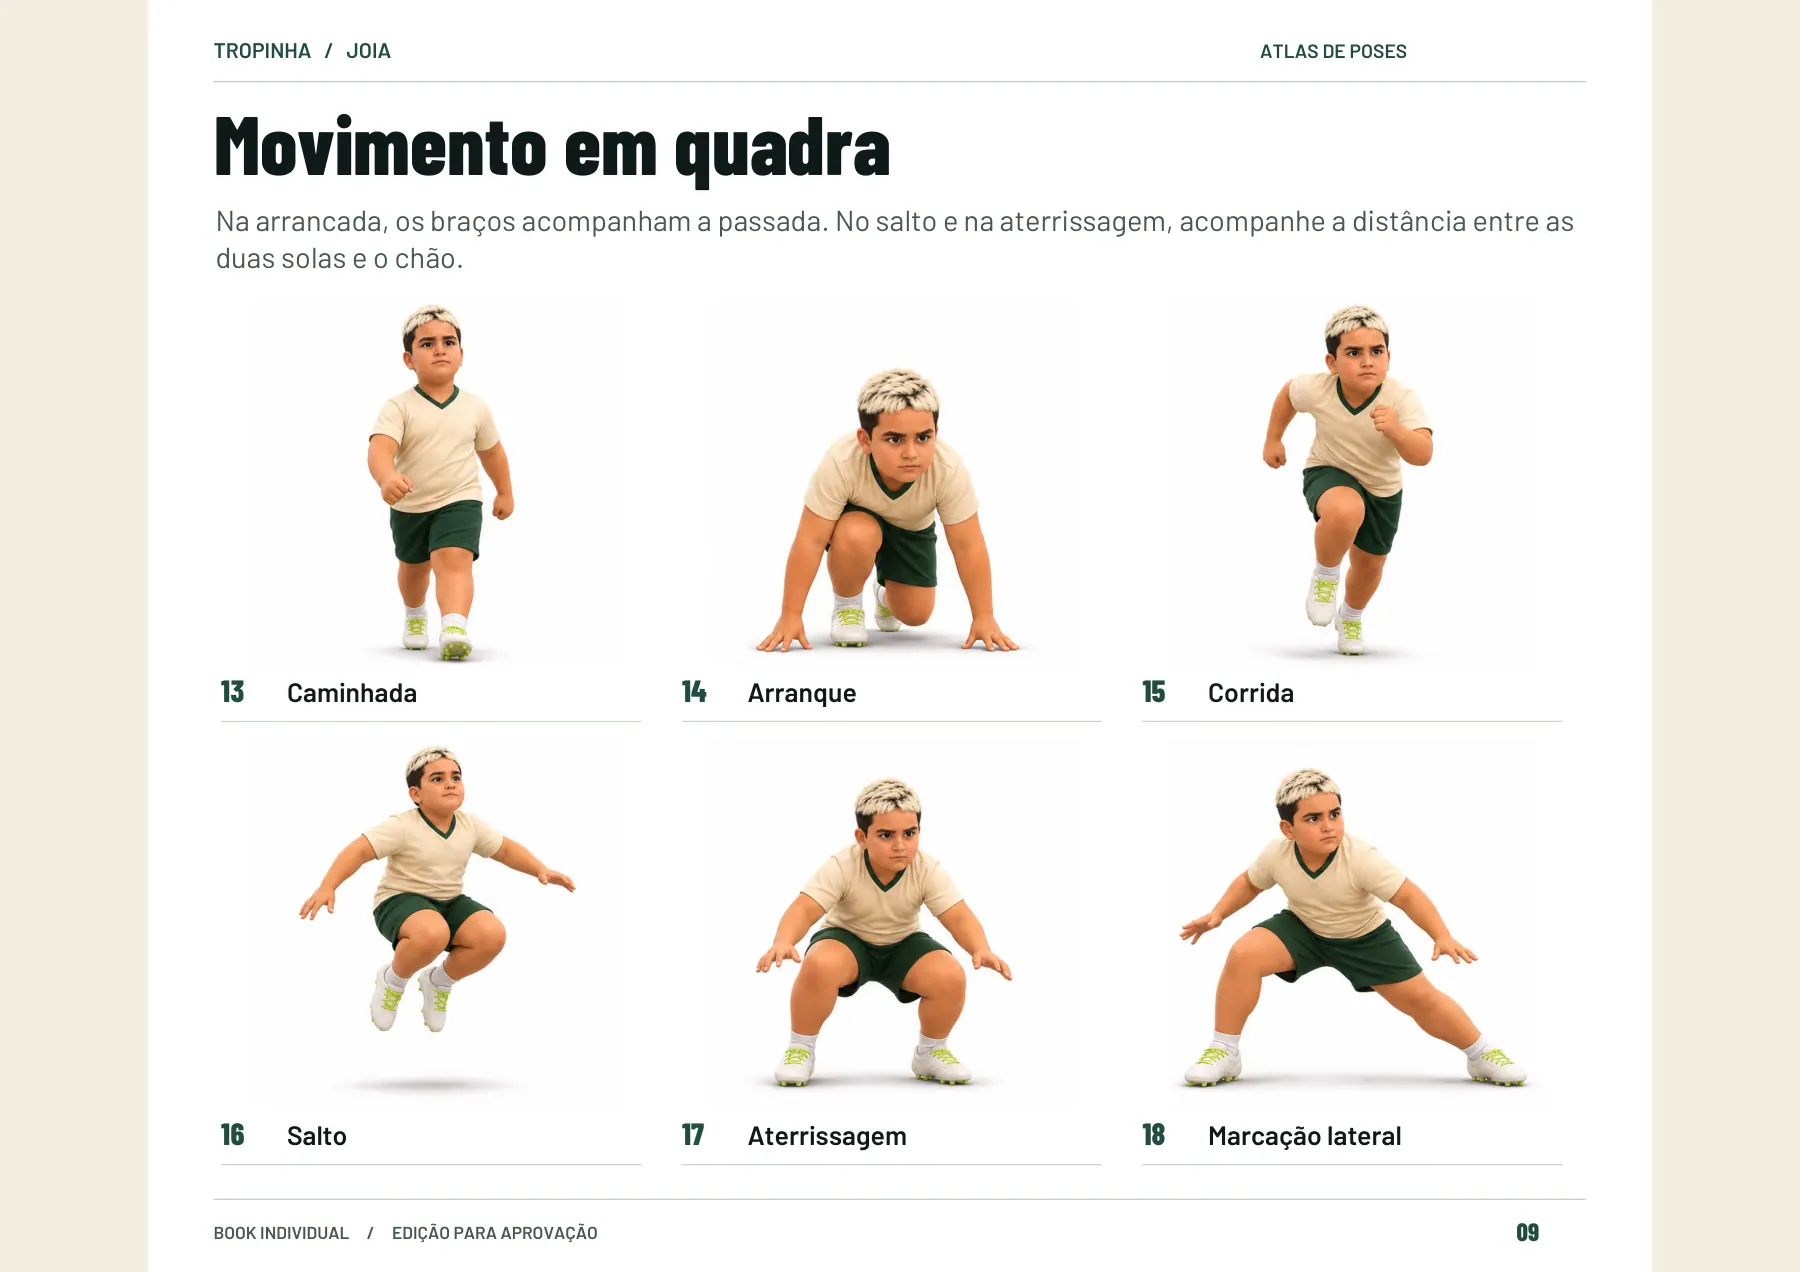 TROPINHA / JOIA
ATLAS DE POSES
Movimento em quadra
Na arrancada, os braços acompanham a passada. No salto e na aterrissagem, acompanhe a distância entre as
duas solas e o chão.
13 Caminhada
14 Arranque
15 Corrida
16 Salto
17 Aterrissagem
18 Marcação lateral
BOOK INDIVIDUAL / EDIÇÃO PARA APROVAÇÃO
09